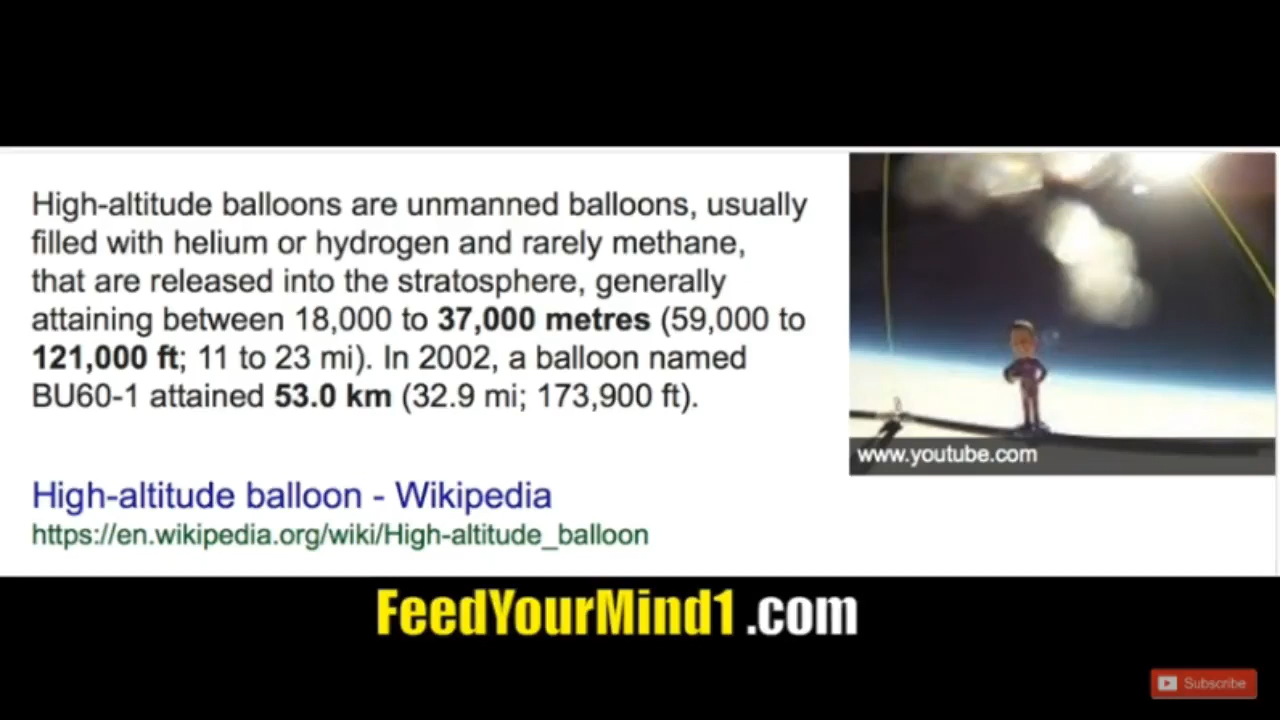 High-altitude balloons are unmanned balloons, usually
filled with helium or hydrogen and rarely methane,
that are released into the stratosphere, generally
attaining between 18,000 to 37,000 metres (59,000 to
121,000 ft; 11 to 23 mi). In 2002, a balloon named
BU60-1 attained 53.0 km (32.9 mi; 173,900 ft).
www.youtube.com
High-altitude balloon - Wikipedia
https://en.wikipedia.org/wiki/High-altitude_balloon
FeedYourMind1 .com
Subscribe